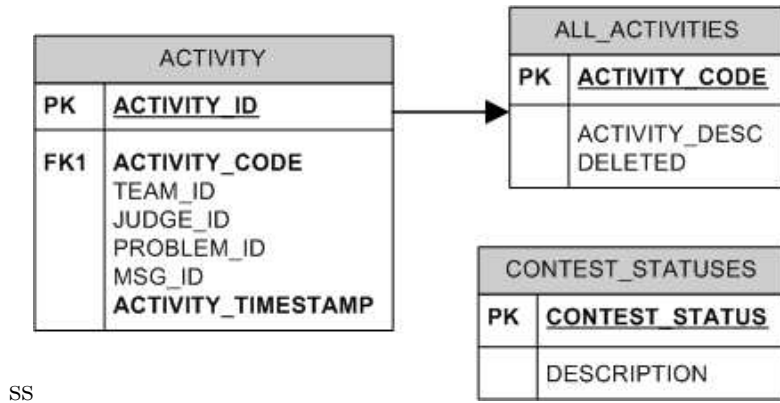 ACTIVITY
PK ACTIVITY_ID
FK1 ACTIVITY_CODE
TEAM_ID
JUDGE_ID
PROBLEM_ID
MSG_ID
ACTIVITY_TIMESTAMP
ALL_ACTIVITIES
PK ACTIVITY_CODE
ACTIVITY_DESC
DELETED
CONTEST_STATUSES
PK CONTEST_STATUS
DESCRIPTION
ss